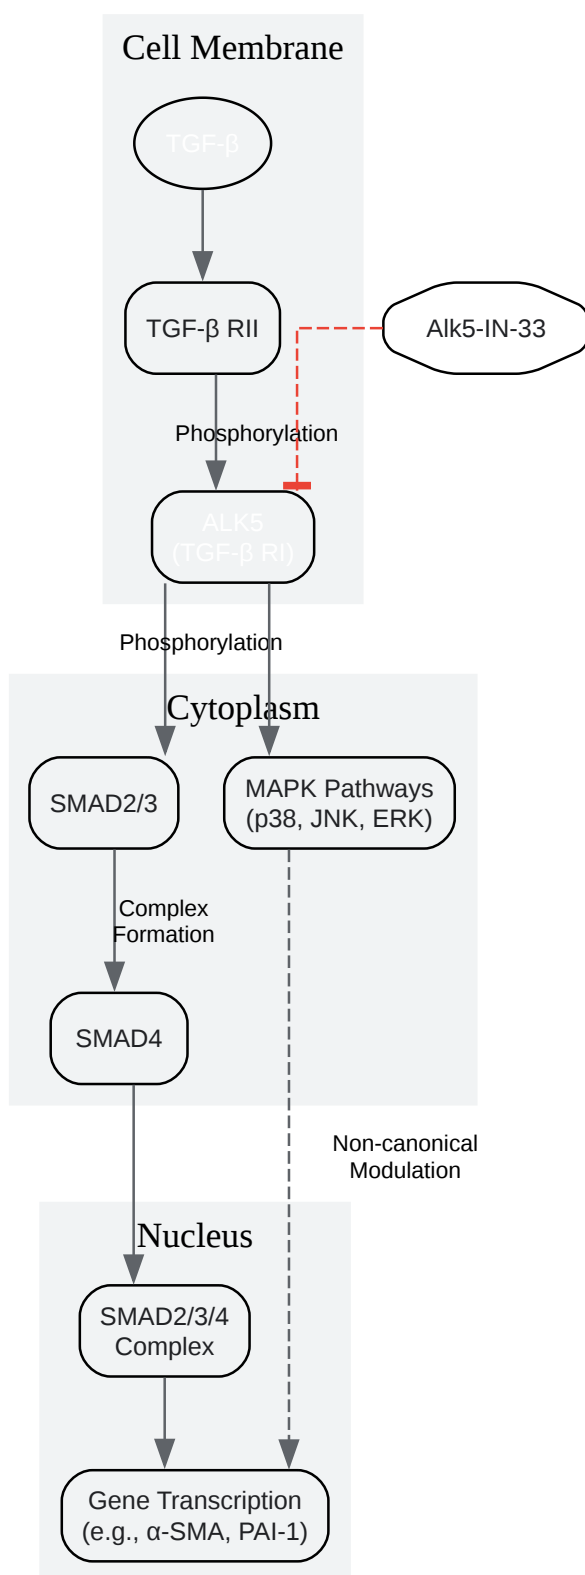 Cell Membrane
TGF-β
TGF-β RII
Alk5-IN-33
Phosphorylation
ALK5
(TGF-β RI)
Phosphorylation
Cytoplasm
SMAD2/3
MAPK Pathways
(p38, JNK, ERK)
Complex
Formation
SMAD4
Non-canonical
Modulation
Nucleus
SMAD2/3/4
Complex
Gene Transcription
(e.g., α-SMA, PAI-1)